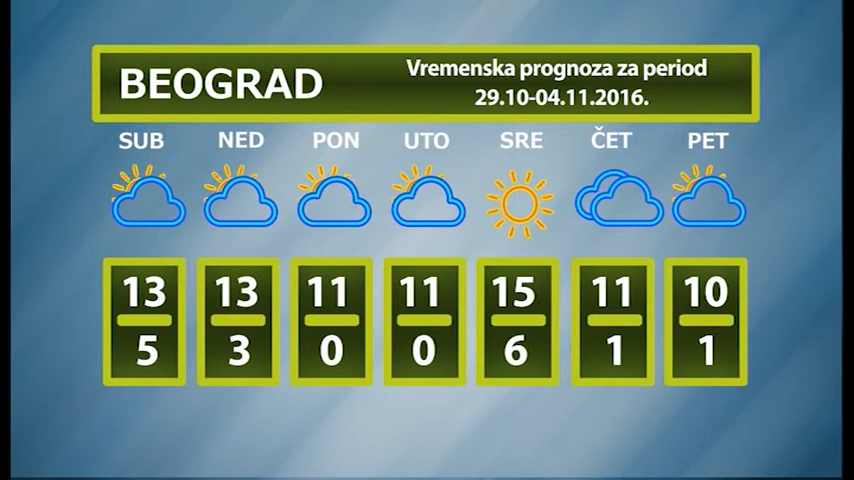 BEOGRAD
Vremenska prognoza za period
29.10-04.11.2016.
SUB NED PON UTO SRE ČET PET
13 13 11 11 15 11 10
5 3 0 0 6 1 1